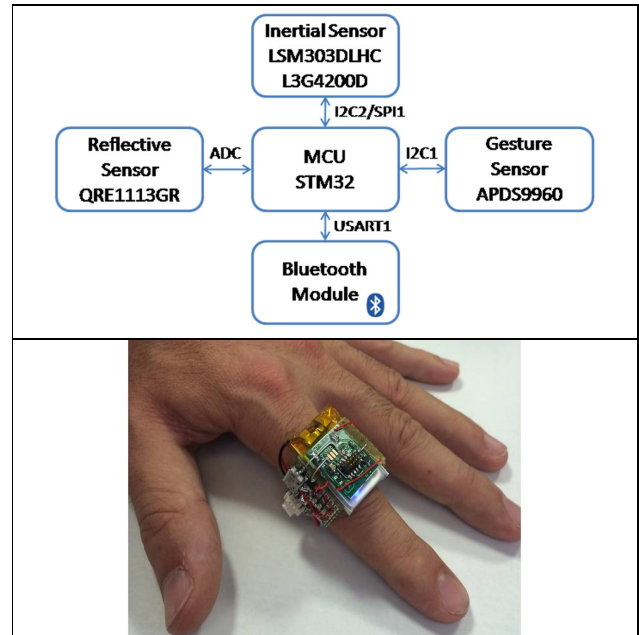 Inertial Sensor
LSM303DLHC
L3G4200D
I2C2/SPI1
Reflective
Sensor
QRE1113GR
ADC
MCU
STM32
I2C1
Gesture
Sensor
APDS9960
USART1
Bluetooth
Module